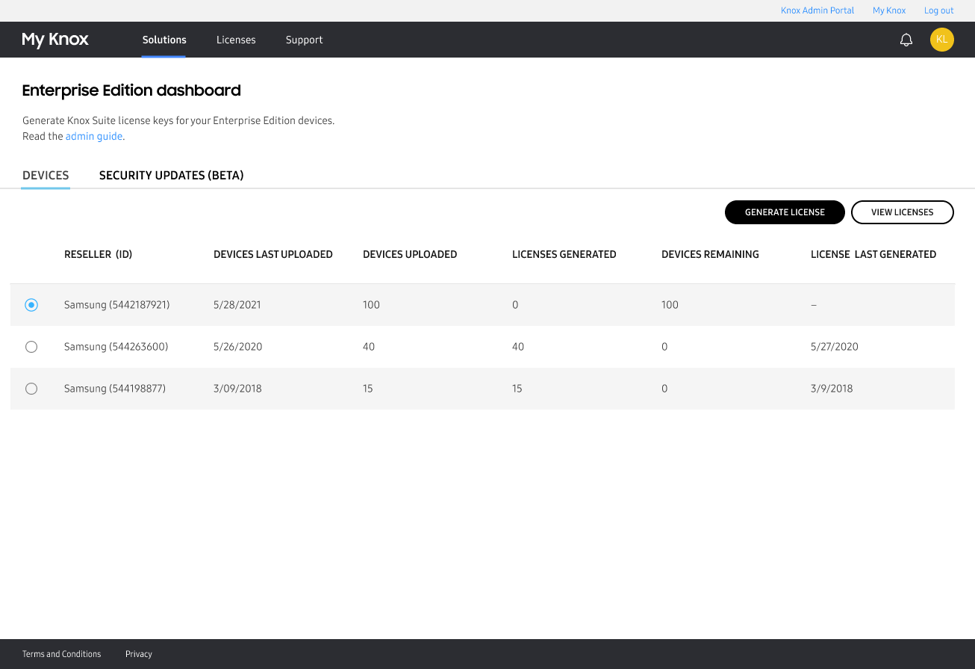 Knox Admin Portal My Knox Log out
My Knox Solutions Licenses Support KL
Enterprise Edition dashboard
Generate Knox Suite license keys for your Enterprise Edition devices.
Read the admin guide.
DEVICES SECURITY UPDATES (BETA)
GENERATE LICENSE VIEW LICENSES
RESELLER (ID) DEVICES LAST UPLOADED DEVICES UPLOADED LICENSES GENERATED DEVICES REMAINING LICENSE LAST GENERATED
Samsung (5442187921) 5/28/2021 100 0 100 –
Samsung (544263600) 5/26/2020 40 40 0 5/27/2020
Samsung (544198877) 3/09/2018 15 15 0 3/9/2018
Terms and Conditions Privacy